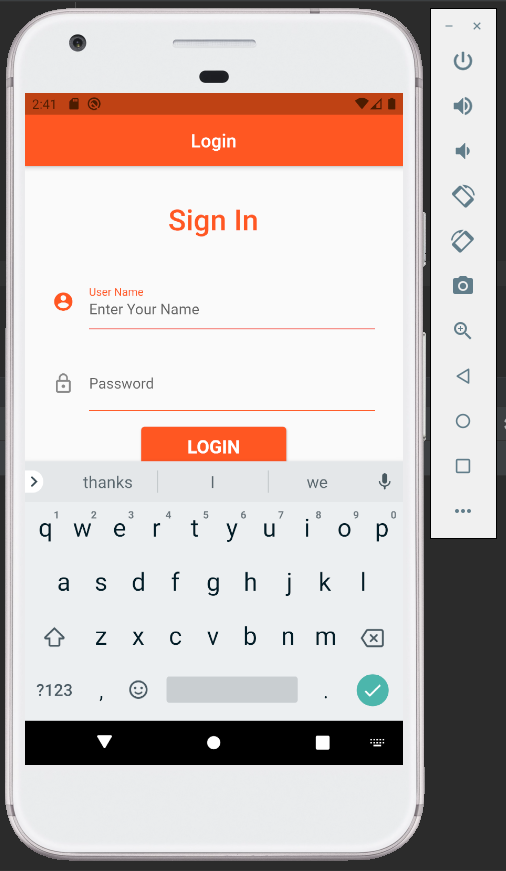 2:41
Login
Sign In
User Name
Enter Your Name
Password
LOGIN
thanks I we
1 2 3 4 5 6 7 8 9 0
q w e r t y u i o p
a s d f g h j k l
z x c v b n m
?123 , .